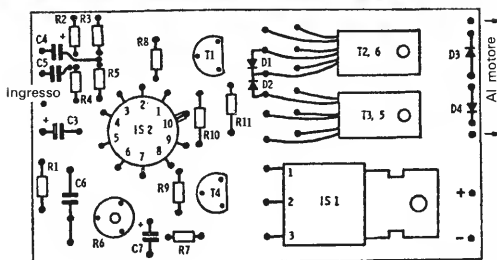 R2 R3
C4 +
C5
R5
R4
Ingresso
+ C3
R1
C6
R6
+
C7
R7
R8
T1
IS 2
1
2
3
4
5
6
7
8
9
10
R10
R11
R9
T4
D1
D2
T2, 6
T3, 5
D3
D4
Al motore
IS 1
1
2
3
+
-